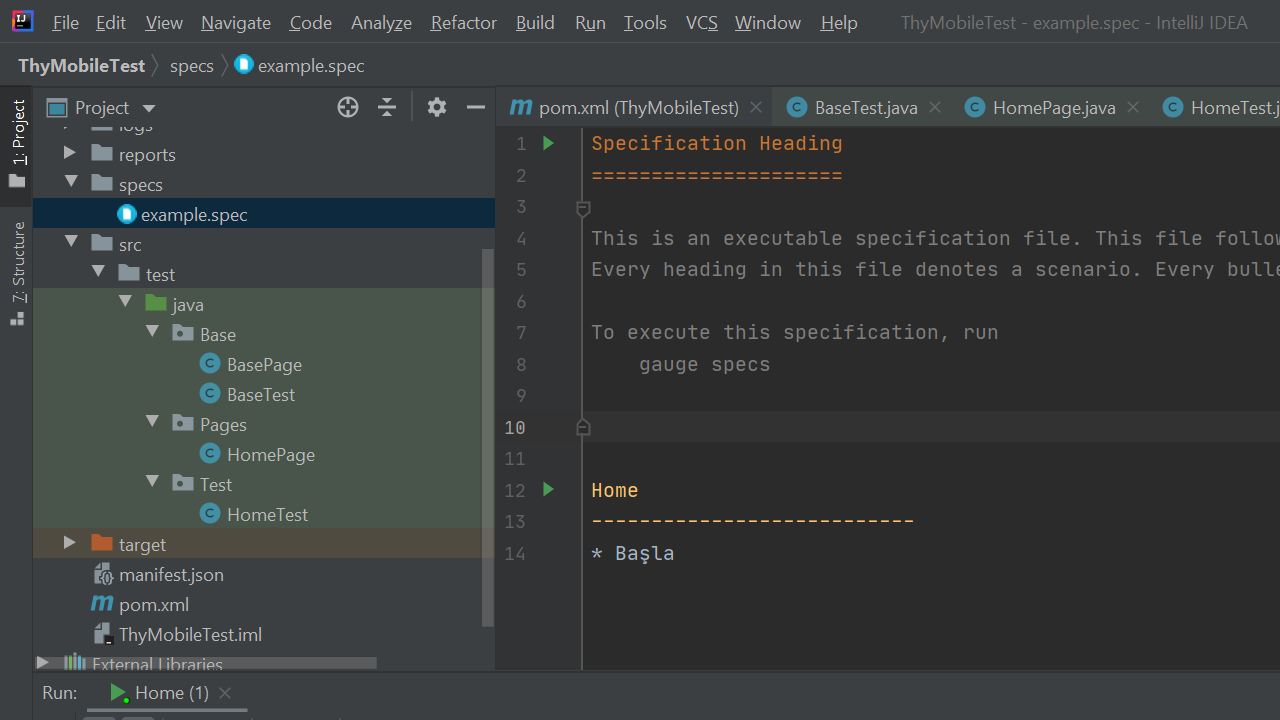 File Edit View Navigate Code Analyze Refactor Build Run Tools VCS Window Help ThyMobileTest - example.spec - IntelliJ IDEA
ThyMobileTest specs example.spec
1: Project
7: Structure
Project
logs
reports
specs
example.spec
src
test
java
Base
BasePage
BaseTest
Pages
HomePage
Test
HomeTest
target
manifest.json
pom.xml
ThyMobileTest.iml
External Libraries
pom.xml (ThyMobileTest) BaseTest.java HomePage.java HomeTest.j
1 Specification Heading
2 =====================
3
4 This is an executable specification file. This file follow
5 Every heading in this file denotes a scenario. Every bulle
6
7 To execute this specification, run
8 gauge specs
9
10
11
12 Home
13 ---------------------------
14 * Başla
Run: Home (1)